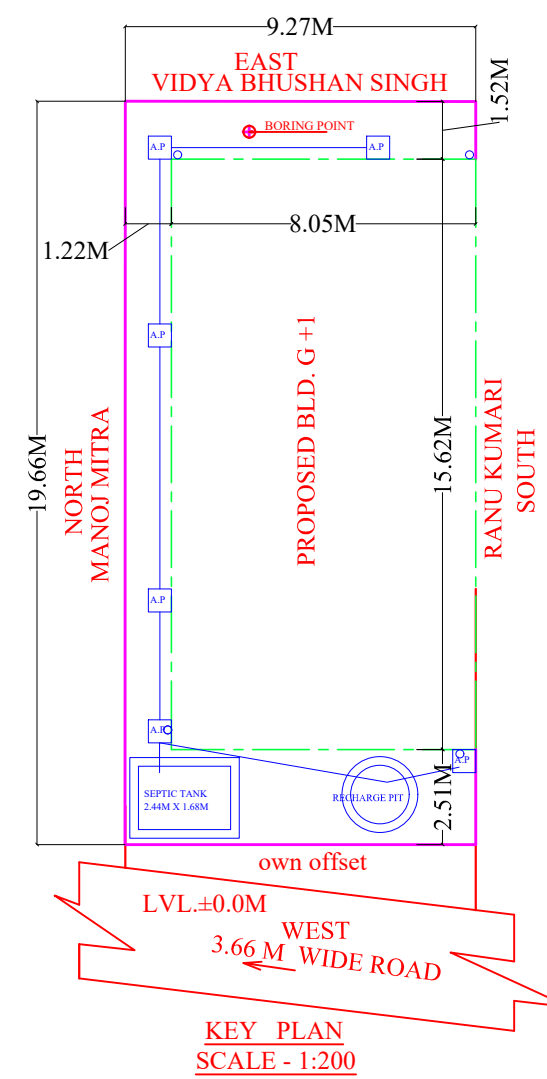 9.27M
EAST
VIDYA BHUSHAN SINGH
1.52M
BORING POINT
A.P
A.P
1.22M
8.05M
A.P
19.66M
NORTH
MANOJ MITRA
PROPOSED BLD. G +1
15.62M
RANU KUMARI
SOUTH
A.P
A.P
A.P
SEPTIC TANK
2.44M X 1.68M
RECHARGE PIT
2.51M
own offset
LVL.±0.0M
WEST
3.66 M WIDE ROAD
KEY PLAN
SCALE - 1:200